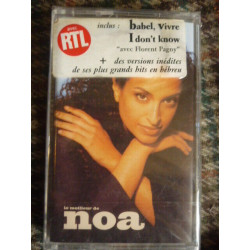 avec
RTL
inclus : babel, Vivre
I don't know
"avec Florent Pagny"
+ des versions inédites
de ses plus grands hits en hébreu
le meilleur de
noa